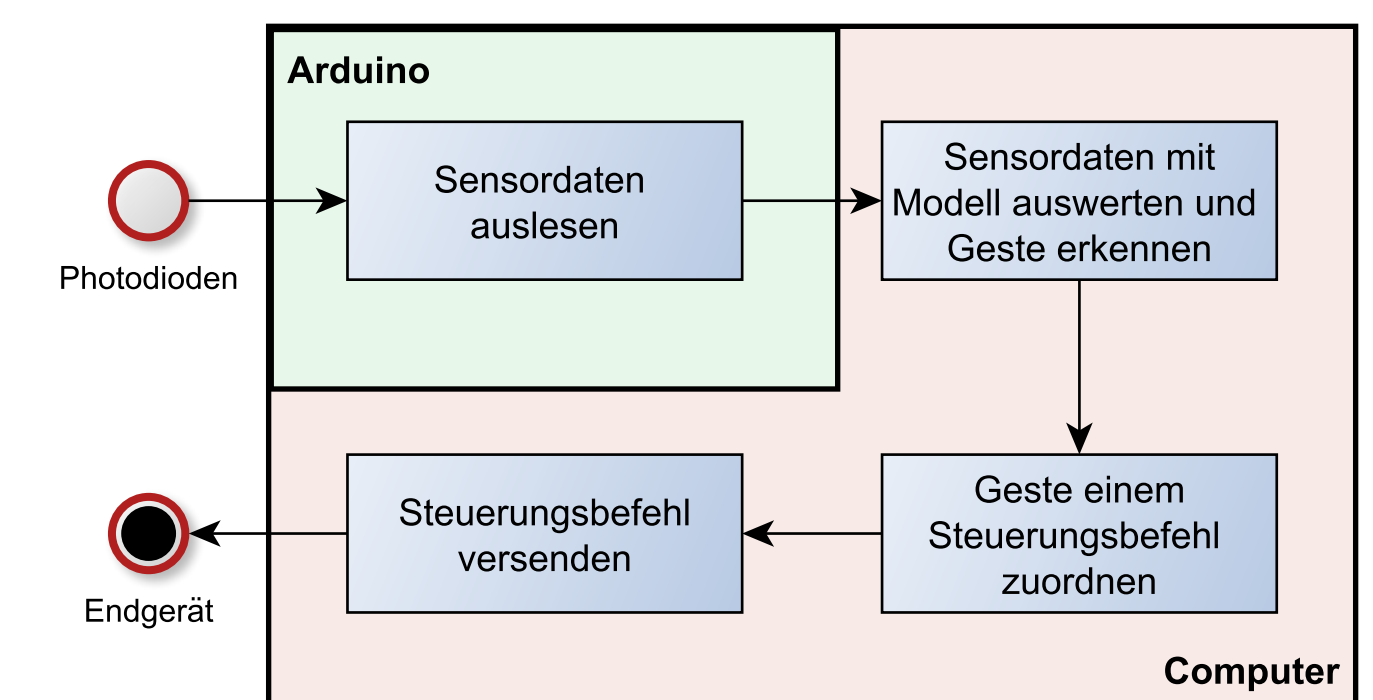 Arduino
Sensordaten
auslesen
Sensordaten mit
Modell auswerten und
Geste erkennen
Photodioden
Geste einem
Steuerungsbefehl
zuordnen
Steuerungsbefehl
versenden
Endgerät
Computer